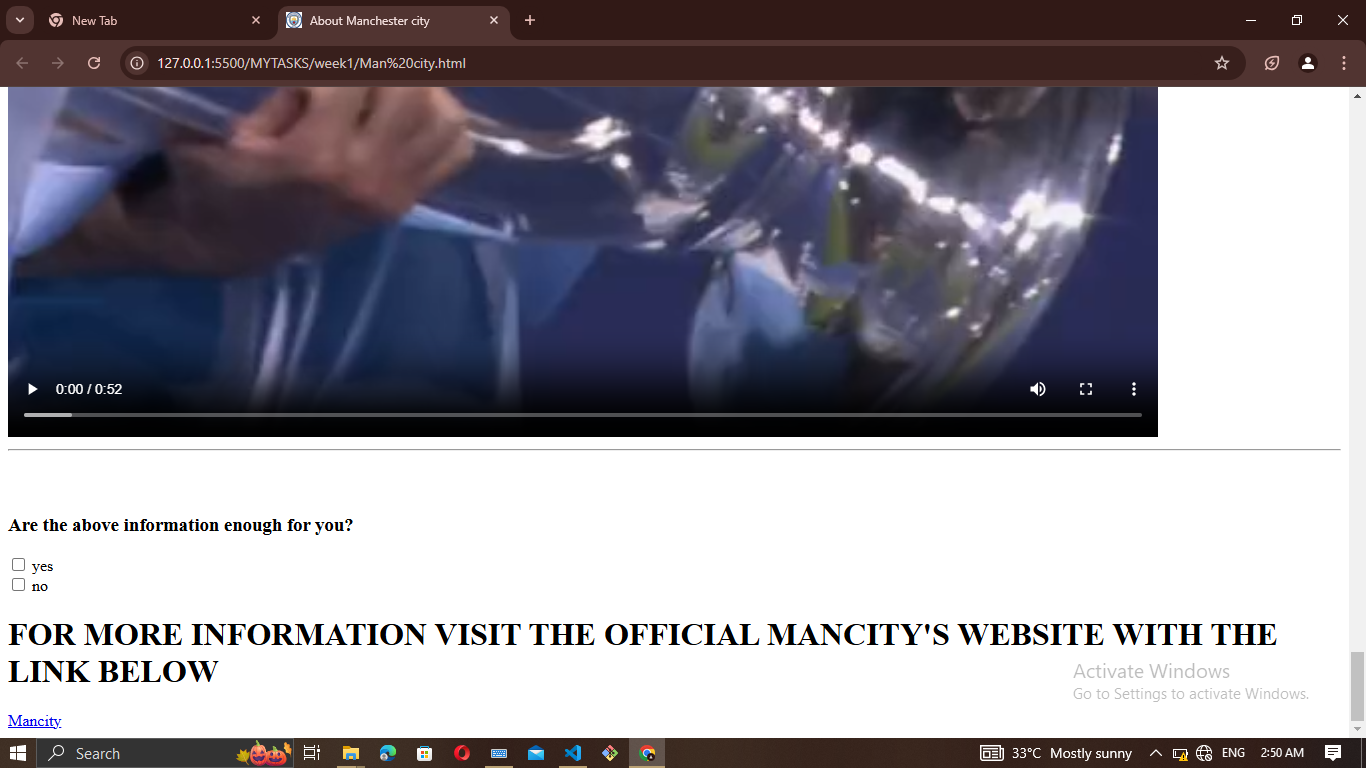 New Tab
About Manchester city
127.0.0.1:5500/MYTASKS/week1/Man%20city.html
0:00 / 0:52
Are the above information enough for you?
yes
no
FOR MORE INFORMATION VISIT THE OFFICIAL MANCITY'S WEBSITE WITH THE
LINK BELOW
Activate Windows
Go to Settings to activate Windows.
Mancity
Search
33°C Mostly sunny
ENG
2:50 AM